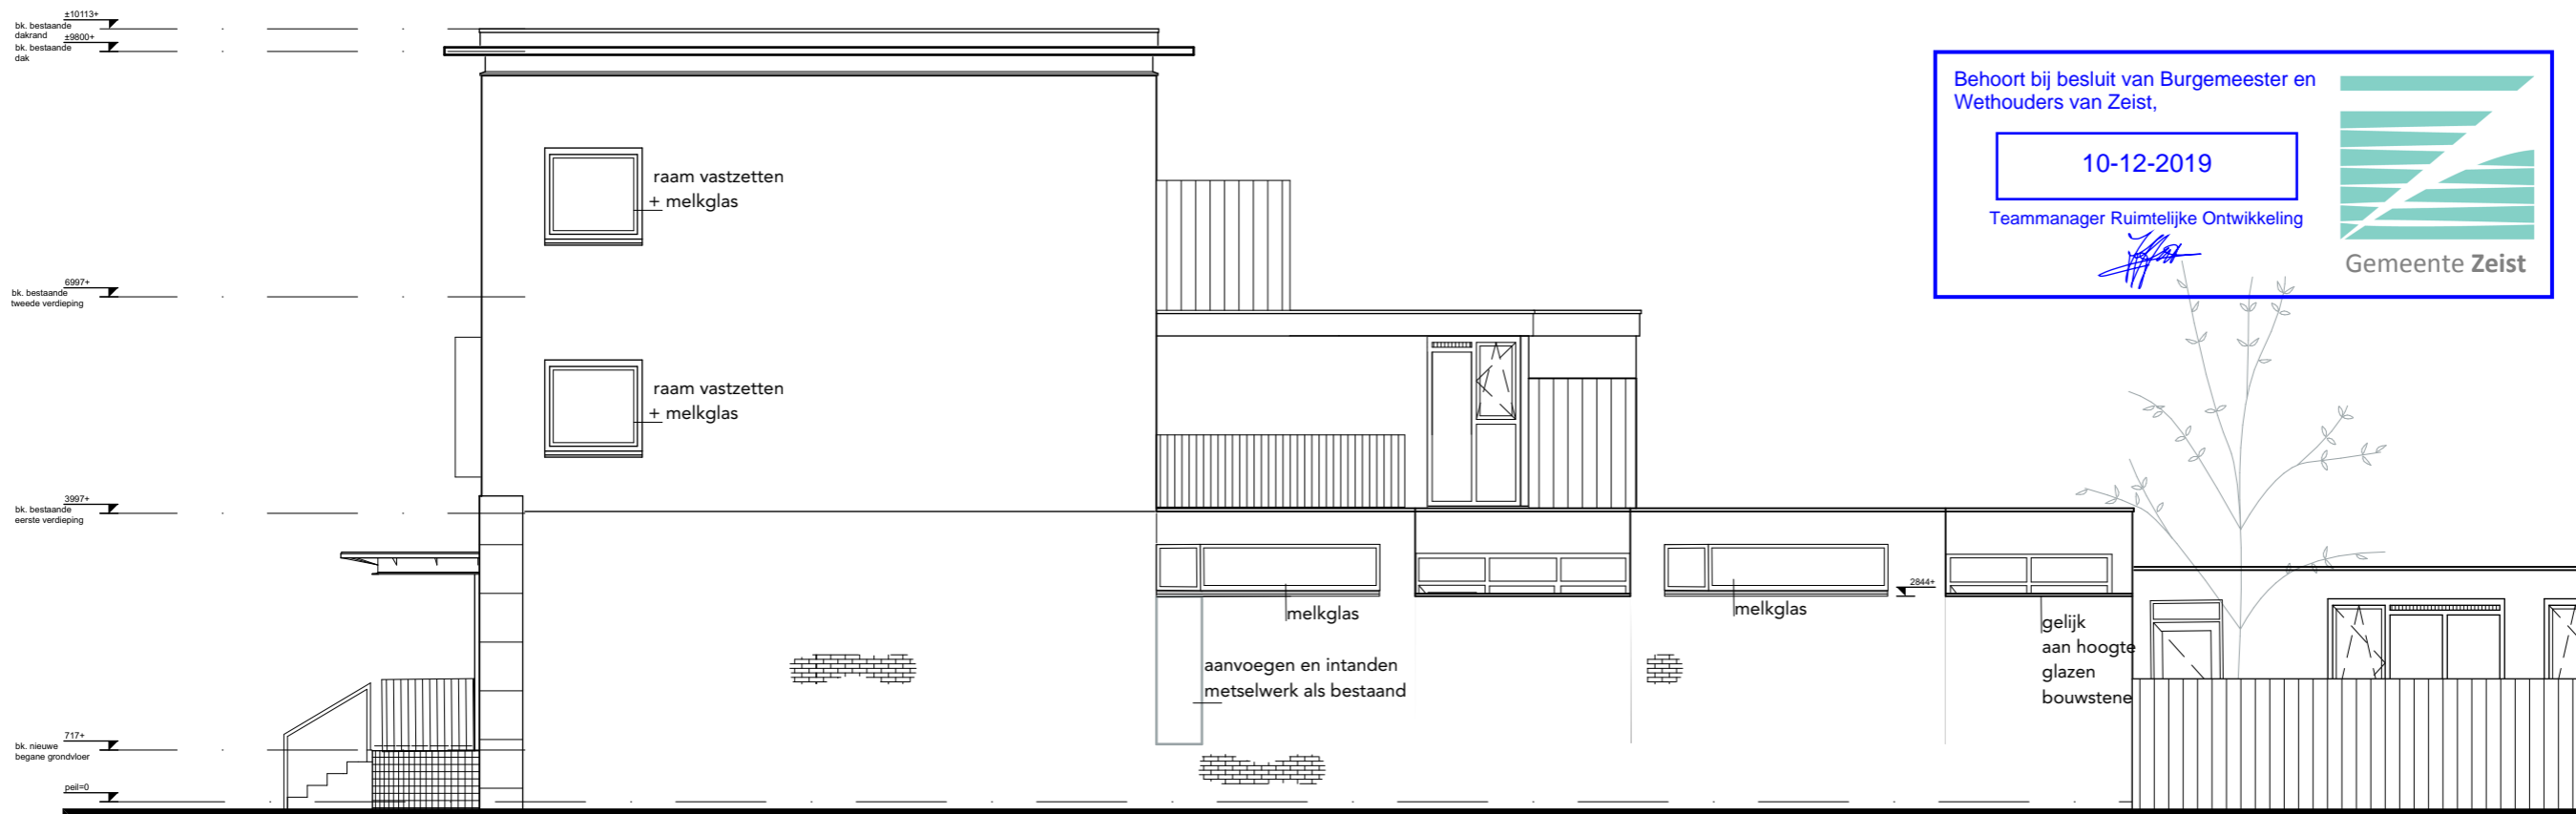 ±10113+
bk. bestaande
dakrand
±9800+
bk. bestaande
dak
6997+
bk. bestaande
tweede verdieping
3997+
bk. bestaande
eerste verdieping
717+
bk. nieuwe
begane grondvloer
peil=0
raam vastzetten
+ melkglas
raam vastzetten
+ melkglas
melkglas
aanvoegen en intanden
metselwerk als bestaand
melkglas
2844+
gelijk
aan hoogte
glazen
bouwstene
Behoort bij besluit van Burgemeester en
Wethouders van Zeist,
10-12-2019
Teammanager Ruimtelijke Ontwikkeling
Gemeente Zeist